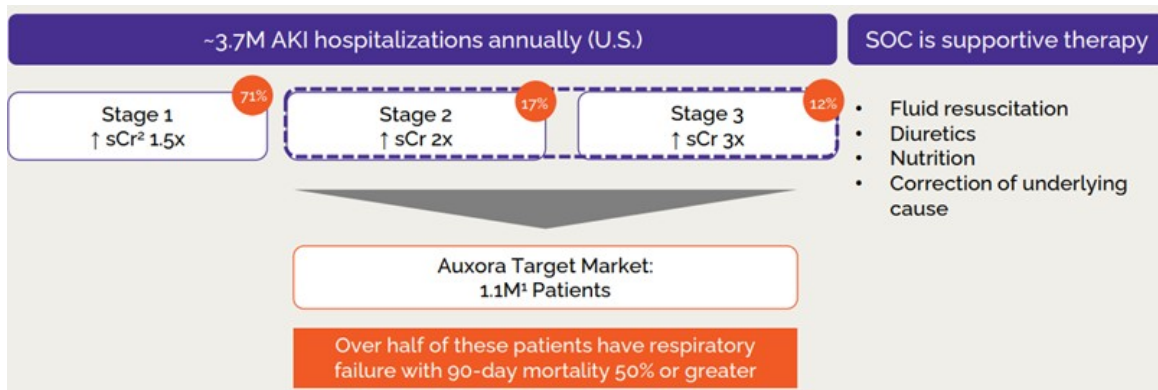 ~3.7M AKI hospitalizations annually (U.S.)
SOC is supportive therapy
71%
Stage 1
↑ sCr² 1.5x
17%
Stage 2
↑ sCr 2x
12%
Stage 3
↑ sCr 3x
• Fluid resuscitation
• Diuretics
• Nutrition
• Correction of underlying
cause
Auxora Target Market:
1.1M¹ Patients
Over half of these patients have respiratory
failure with 90-day mortality 50% or greater